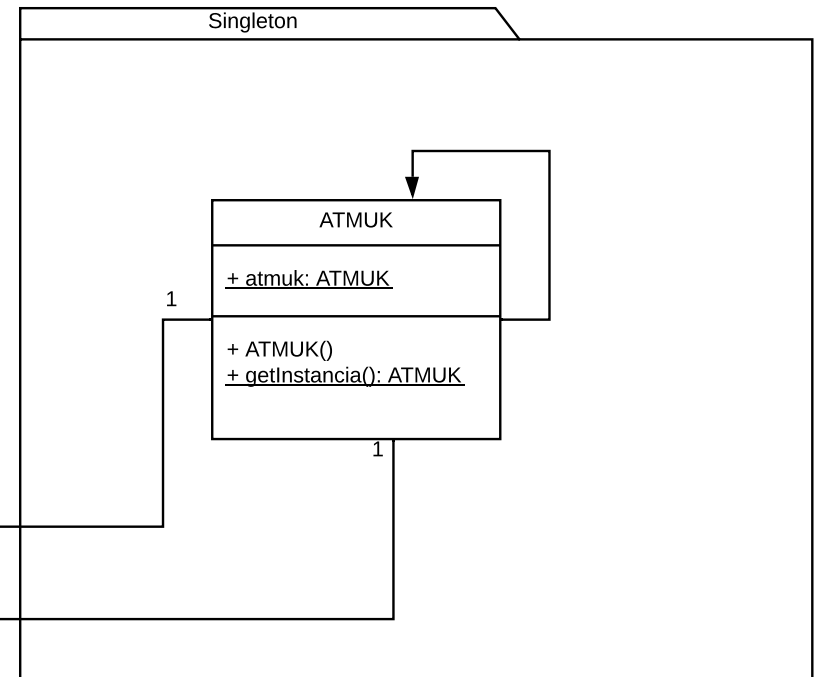 Singleton
ATMUK
+ atmuk: ATMUK
1
+ ATMUK()
+ getInstancia(): ATMUK
1